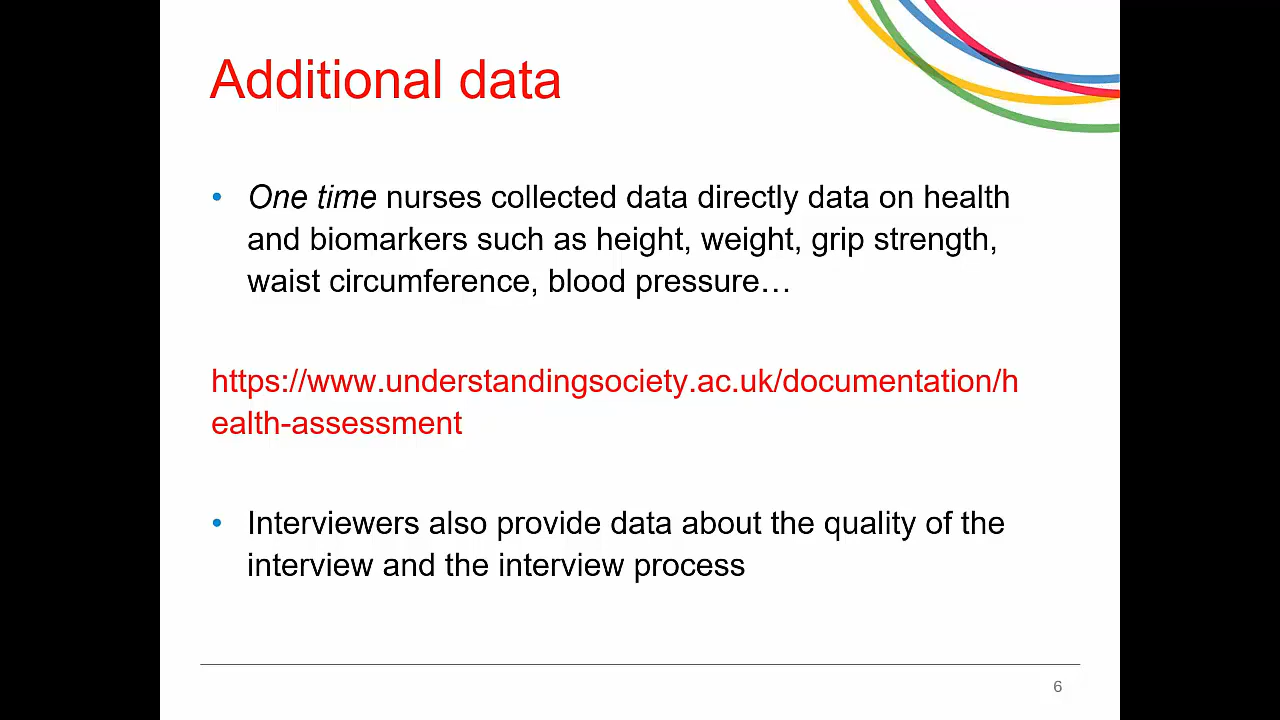 Additional data
• One time nurses collected data directly data on health
and biomarkers such as height, weight, grip strength,
waist circumference, blood pressure…
https://www.understandingsociety.ac.uk/documentation/h
ealth-assessment
• Interviewers also provide data about the quality of the
interview and the interview process
6